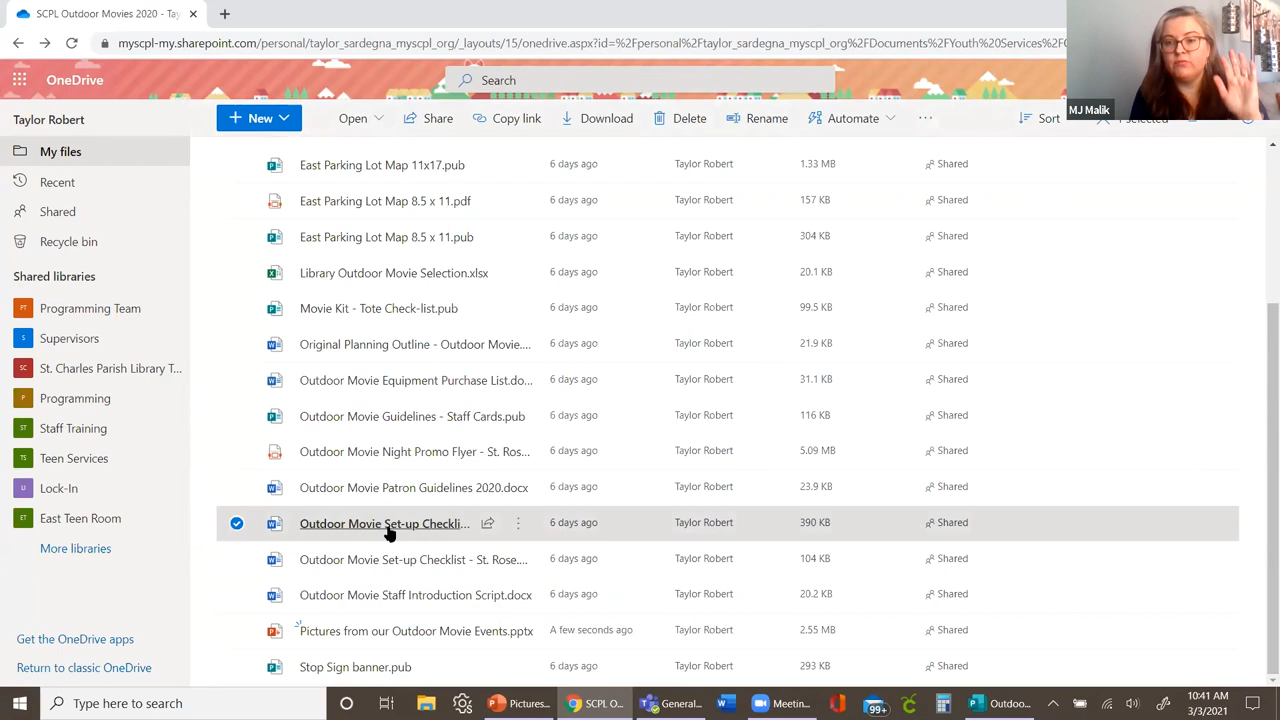 SCPL Outdoor Movies 2020 - Tay
myscpl-my.sharepoint.com/personal/taylor_sardegna_myscpl_org/_layouts/15/onedrive.aspx?id=%2Fpersonal%2Ftaylor_sardegna_myscpl_org%2FDocuments%2FYouth%20Services%2F
MJ Malik
OneDrive
Search
Taylor Robert
New
Open
Share
Copy link
Download
Delete
Rename
Automate
Sort
My files
Recent
Shared
Recycle bin
Shared libraries
PT Programming Team
S Supervisors
SC St. Charles Parish Library T...
P Programming
ST Staff Training
TS Teen Services
LI Lock-In
ET East Teen Room
More libraries
Get the OneDrive apps
Return to classic OneDrive
East Parking Lot Map 11x17.pub 6 days ago Taylor Robert 1.33 MB Shared
East Parking Lot Map 8.5 x 11.pdf 6 days ago Taylor Robert 157 KB Shared
East Parking Lot Map 8.5 x 11.pub 6 days ago Taylor Robert 304 KB Shared
Library Outdoor Movie Selection.xlsx 6 days ago Taylor Robert 20.1 KB Shared
Movie Kit - Tote Check-list.pub 6 days ago Taylor Robert 99.5 KB Shared
Original Planning Outline - Outdoor Movie.... 6 days ago Taylor Robert 21.9 KB Shared
Outdoor Movie Equipment Purchase List.do... 6 days ago Taylor Robert 31.1 KB Shared
Outdoor Movie Guidelines - Staff Cards.pub 6 days ago Taylor Robert 116 KB Shared
Outdoor Movie Night Promo Flyer - St. Ros... 6 days ago Taylor Robert 5.09 MB Shared
Outdoor Movie Patron Guidelines 2020.docx 6 days ago Taylor Robert 23.9 KB Shared
Outdoor Movie Set-up Checkli... 6 days ago Taylor Robert 390 KB Shared
Outdoor Movie Set-up Checklist - St. Rose.... 6 days ago Taylor Robert 104 KB Shared
Outdoor Movie Staff Introduction Script.docx 6 days ago Taylor Robert 20.2 KB Shared
Pictures from our Outdoor Movie Events.pptx A few seconds ago Taylor Robert 2.55 MB Shared
Stop Sign banner.pub 6 days ago Taylor Robert 293 KB Shared
Type here to search
Pictures...
SCPL O...
General...
Meetin...
99+
Outdoo...
10:41 AM
3/3/2021